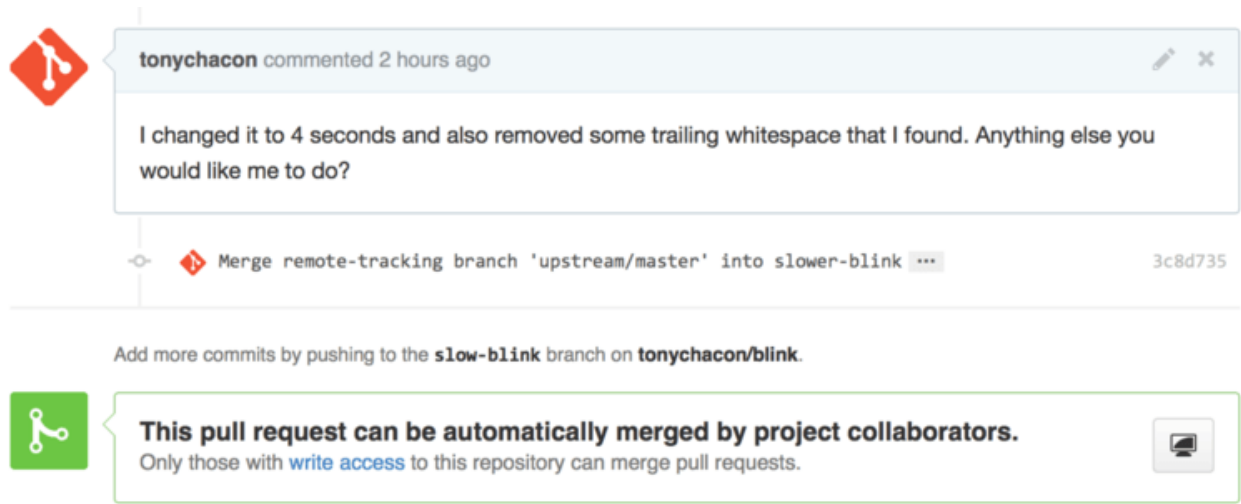 tonychacon commented 2 hours ago
I changed it to 4 seconds and also removed some trailing whitespace that I found. Anything else you
would like me to do?
Merge remote-tracking branch 'upstream/master' into slower-blink ...
3c8d735
Add more commits by pushing to the slow-blink branch on tonychacon/blink.
This pull request can be automatically merged by project collaborators.
Only those with write access to this repository can merge pull requests.